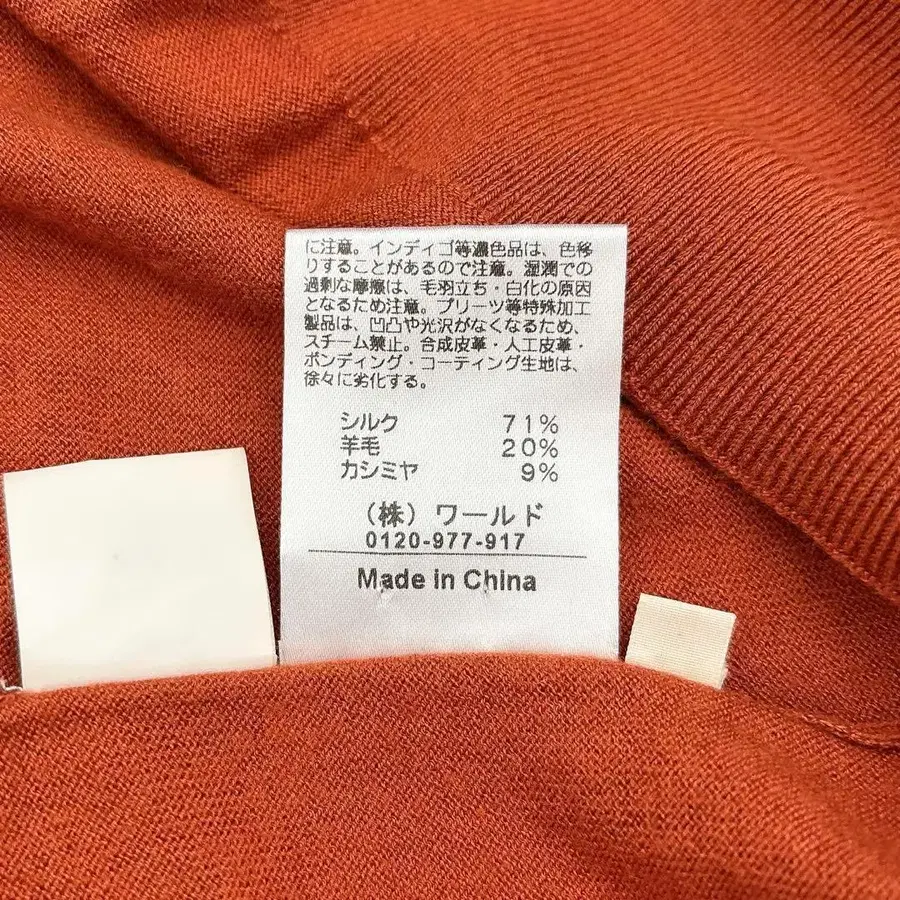 に注意。インディゴ等濃色品は、色移
りすることがあるので注意。湿潤での
過剰な摩擦は、毛羽立ち・白化の原因
となるため注意。プリーツ等特殊加工
製品は、凹凸や光沢がなくなるため、
スチーム禁止。合成皮革・人工皮革・
ボンディング・コーティング生地は、
徐々に劣化する。
シルク 71%
羊毛 20%
カシミヤ 9%
（株）ワールド
0120-977-917
Made in China